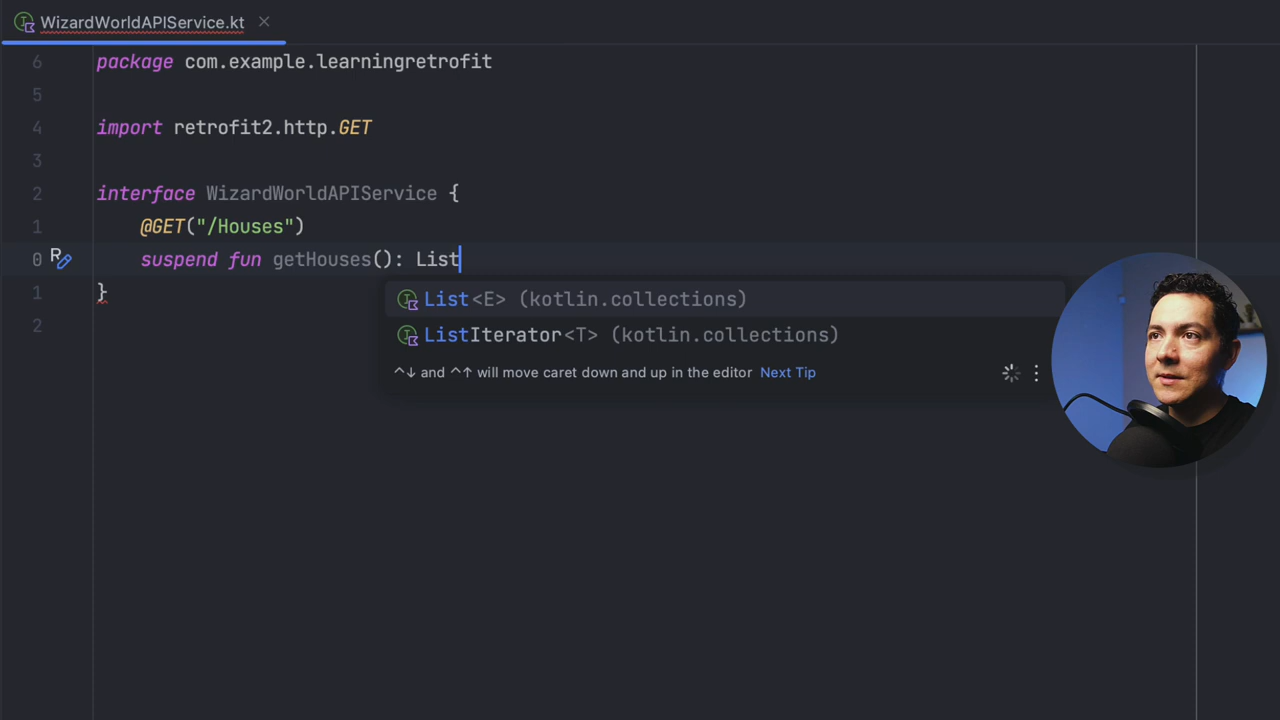 WizardWorldAPIService.kt
6 package com.example.learningretrofit
5
4 import retrofit2.http.GET
3
2 interface WizardWorldAPIService {
1 @GET("/Houses")
0 suspend fun getHouses(): List
1 }
2
List<E> (kotlin.collections)
ListIterator<T> (kotlin.collections)
^↓ and ^↑ will move caret down and up in the editor Next Tip